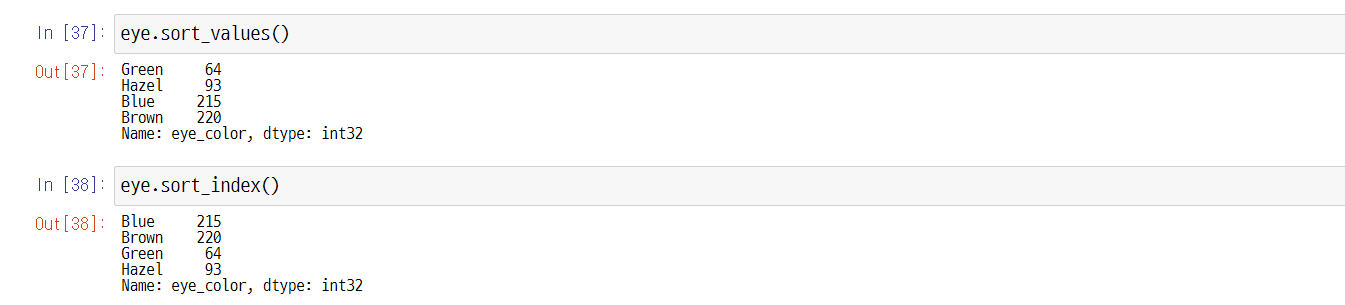 In [37]: eye.sort_values()
Out[37]: Green     64
Hazel     93
Blue     215
Brown    220
Name: eye_color, dtype: int32
In [38]: eye.sort_index()
Out[38]: Blue     215
Brown    220
Green     64
Hazel     93
Name: eye_color, dtype: int32